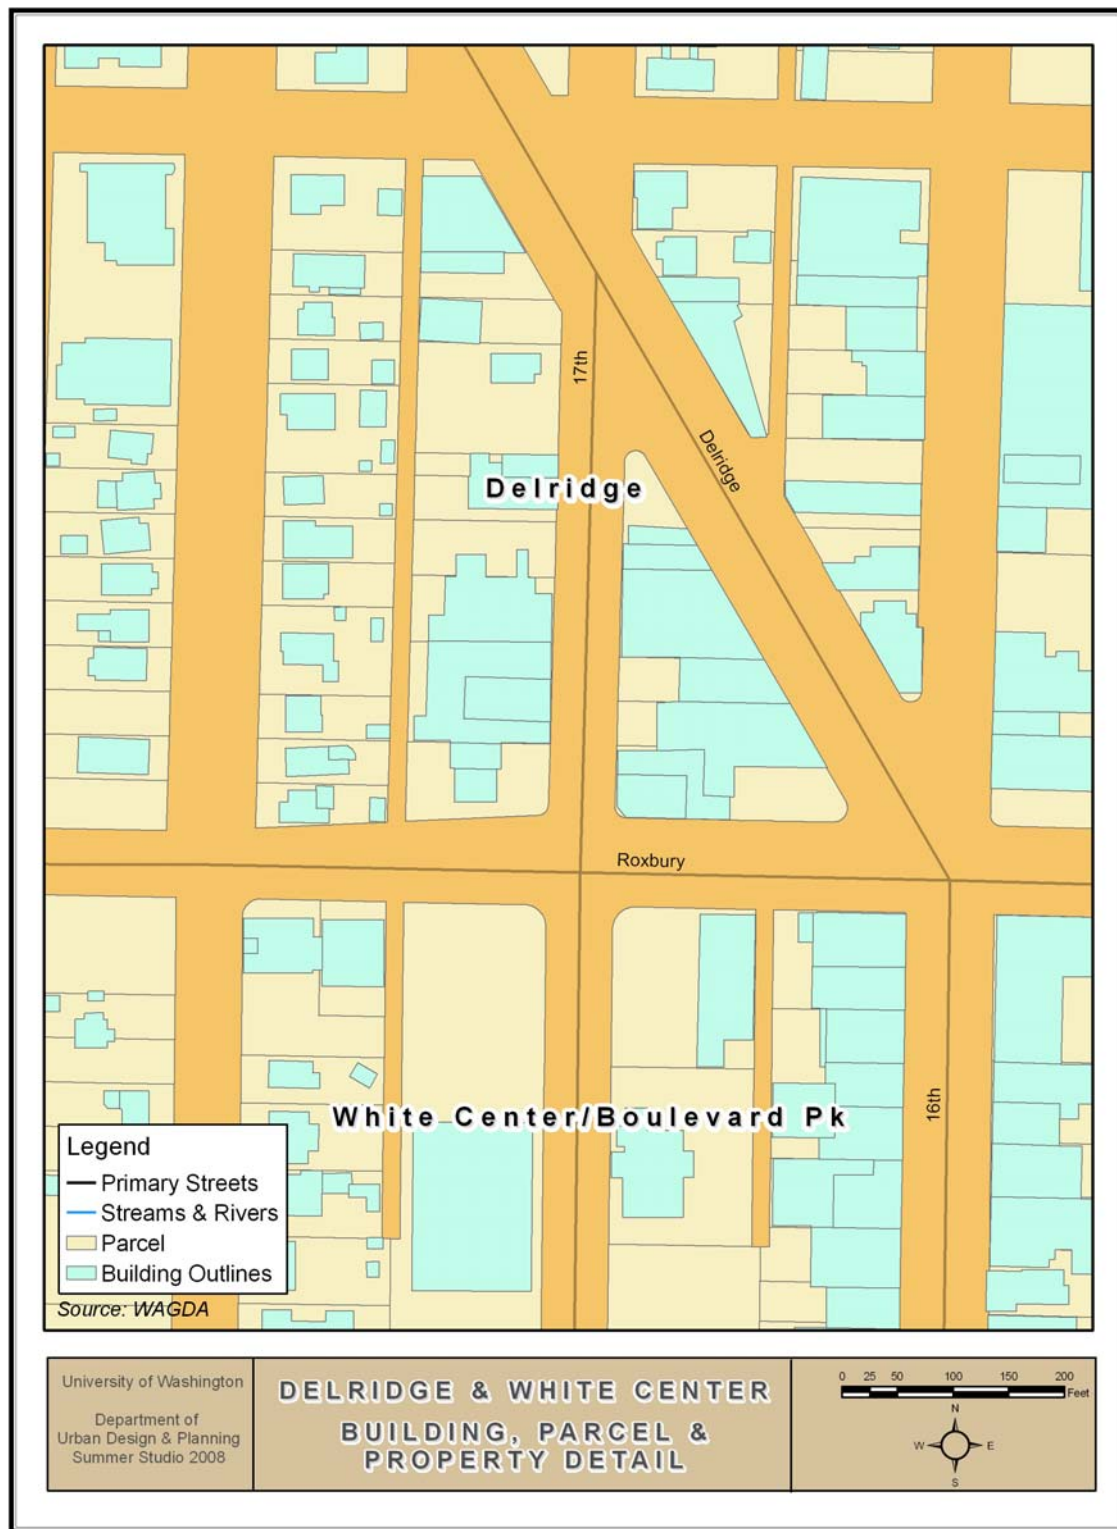 17th
Delridge
Delridge
Roxbury
White Center/Boulevard Pk
16th
Legend
Primary Streets
Streams & Rivers
Parcel
Building Outlines
Source: WAGDA
University of Washington
Department of
Urban Design & Planning
Summer Studio 2008
DELRIDGE & WHITE CENTER
BUILDING, PARCEL &
PROPERTY DETAIL
0 25 50 100 150 200
Feet
N
W E
S